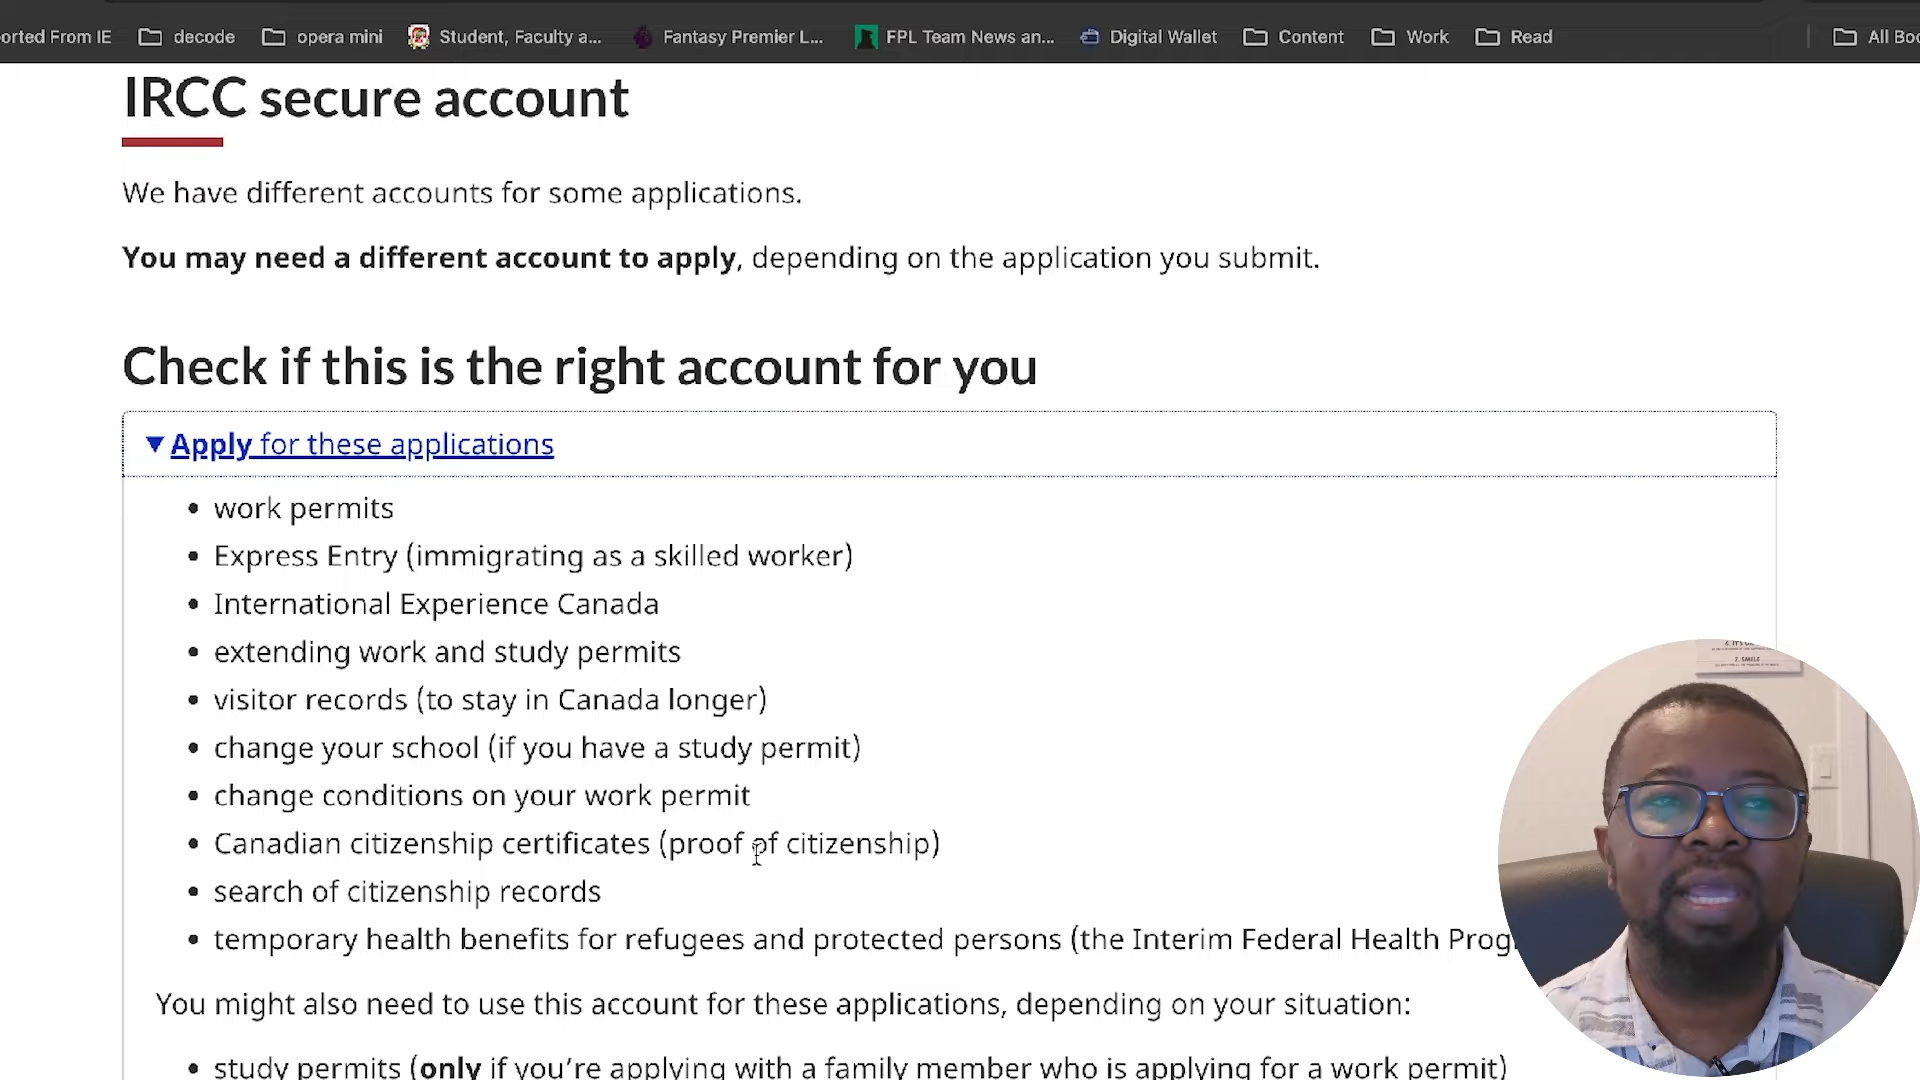 orted From IE decode opera mini Student, Faculty a... Fantasy Premier L... FPL Team News an... Digital Wallet Content Work Read All Boo
IRCC secure account
We have different accounts for some applications.
You may need a different account to apply, depending on the application you submit.
Check if this is the right account for you
Apply for these applications
• work permits
• Express Entry (immigrating as a skilled worker)
• International Experience Canada
• extending work and study permits
• visitor records (to stay in Canada longer)
• change your school (if you have a study permit)
• change conditions on your work permit
• Canadian citizenship certificates (proof of citizenship)
• search of citizenship records
• temporary health benefits for refugees and protected persons (the Interim Federal Health Prog
You might also need to use this account for these applications, depending on your situation:
• study permits (only if you’re applying with a family member who is applying for a work permit)
2. SMILE